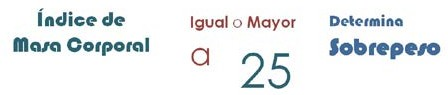 Índice de
Masa Corporal
Igual o Mayor
a 25
Determina
Sobrepeso